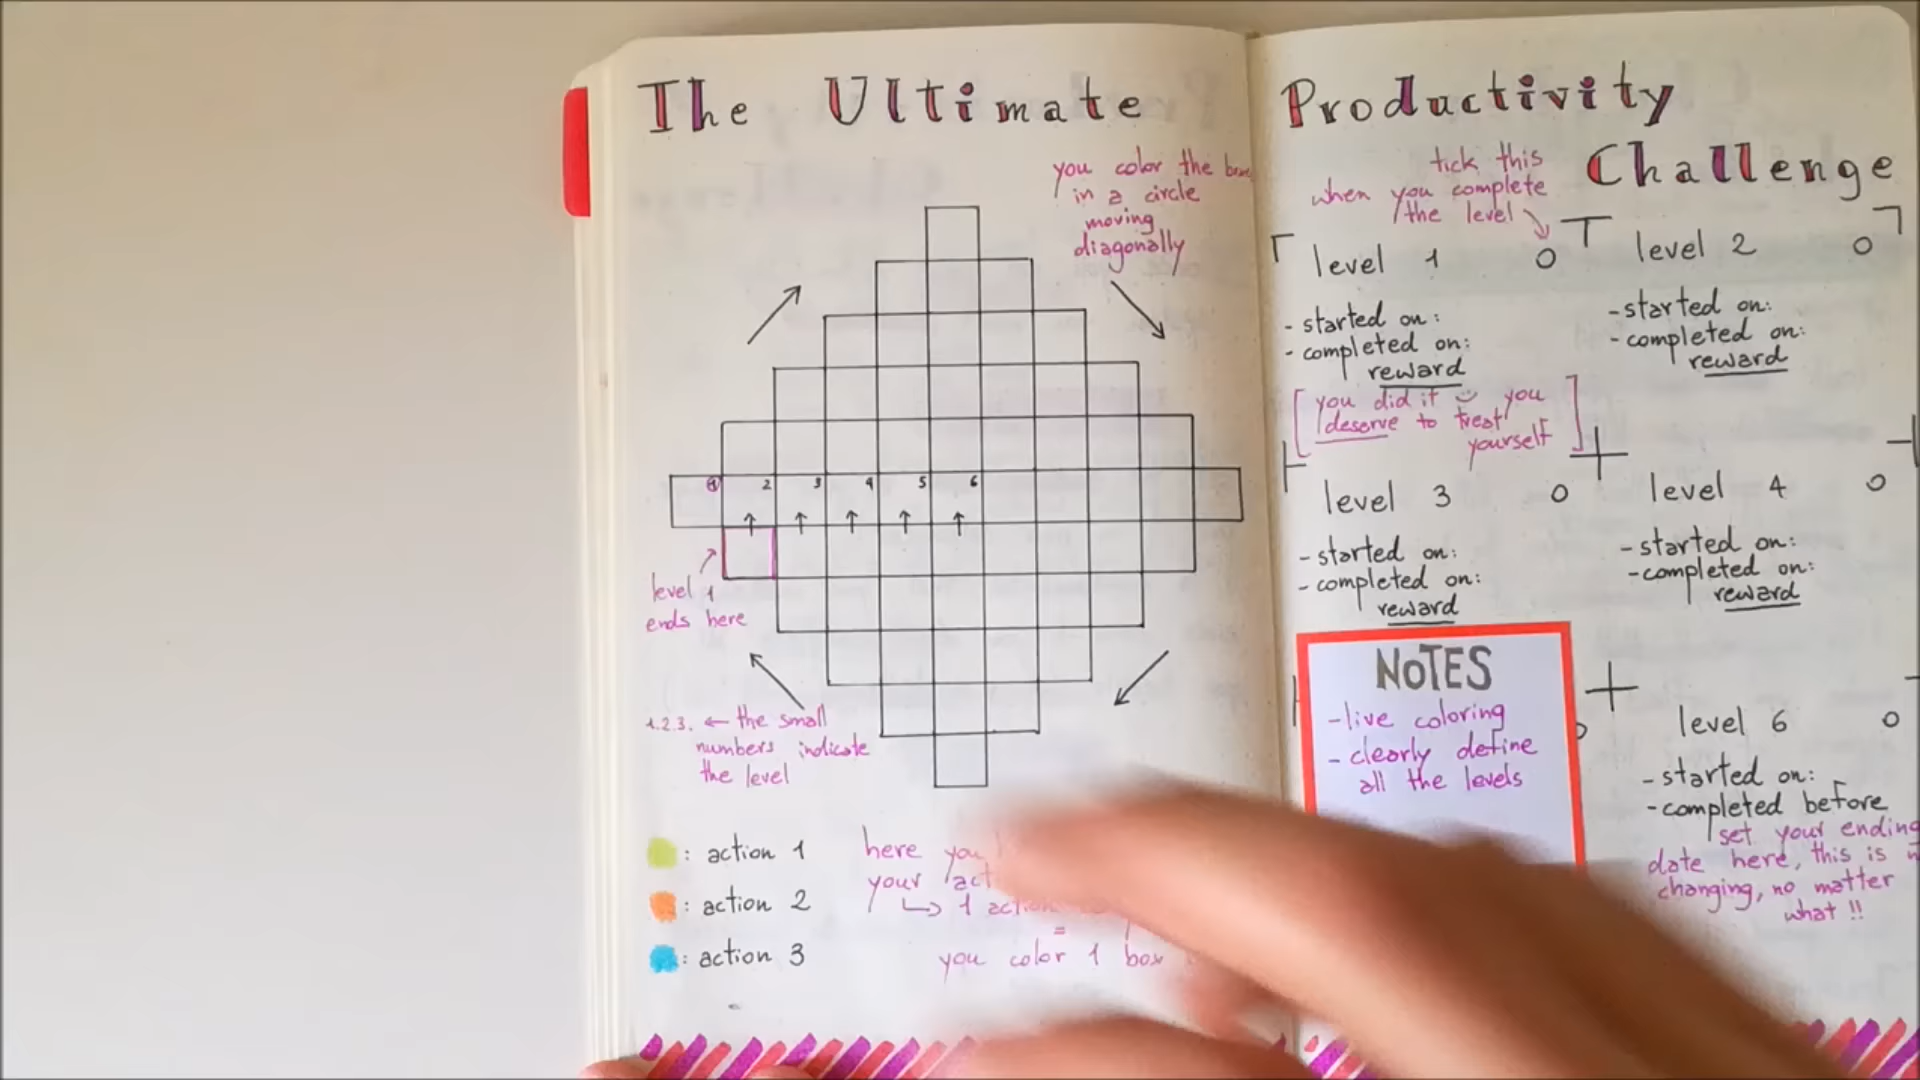 The Ultimate
you color the
in a circle
moving
diagonally
1 2 3 4 5 6
level 1
ends here
1.2.3. ← the small
numbers indicate
the level
: action 1
: action 2
: action 3
here you
your
↳ 1 action
=
you color 1 box
Productivity
Challenge
tick this
when you complete
the level
level 1
- started on:
- completed on:
reward
you did it you
deserve to treat
yourself
level 2
- started on:
- completed on:
reward
level 3
- started on:
- completed on:
reward
level 4
- started on:
- completed on:
reward
NOTES
- live coloring
- clearly define
all the levels
level 6
- started on:
- completed before
set your ending
date here, this is
changing, no matter
what !!